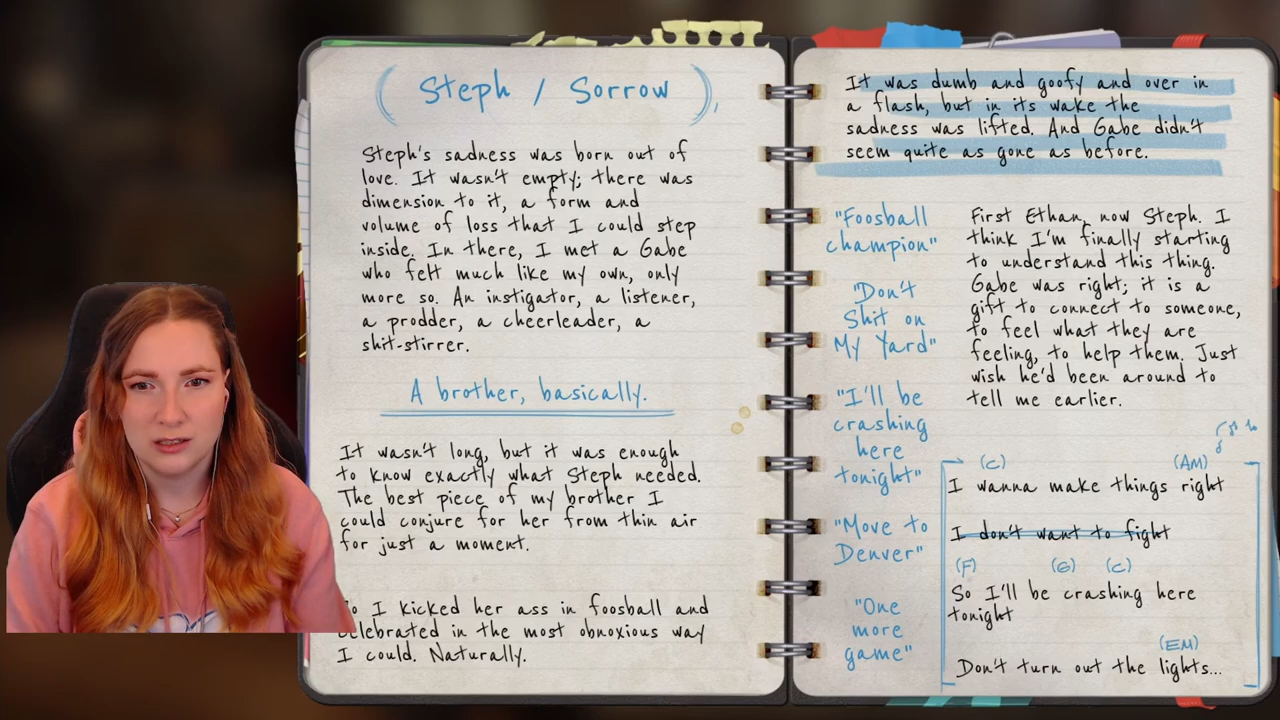 Steph / Sorrow
Steph's sadness was born out of
love. It wasn't empty; there was
dimension to it, a form and
volume of loss that I could step
inside. In there, I met a Gabe
who felt much like my own, only
more so. An instigator, a listener,
a prodder, a cheerleader, a
shit-stirrer.
A brother, basically.
It wasn't long, but it was enough
to know exactly what Steph needed.
The best piece of my brother I
could conjure for her from thin air
for just a moment.
I kicked her ass in foosball and
celebrated in the most obnoxious way
I could. Naturally.
It was dumb and goofy and over in
a flash, but in its wake the
sadness was lifted. And Gabe didn't
seem quite as gone as before.
"Foosball
champion"
"Don't
Shit on
My Yard"
"I'll be
crashing
here
tonight"
"Move to
Denver"
"One
more
game"
First Ethan, now Steph. I
think I'm finally starting
to understand this thing.
Gabe was right; it is a
gift to connect to someone,
to feel what they are
feeling, to help them. Just
wish he'd been around to
tell me earlier.
(C) (AM)
I wanna make things right
I don't want to fight
(F) (G) (C)
So I'll be crashing here
tonight
(EM)
Don't turn out the lights...